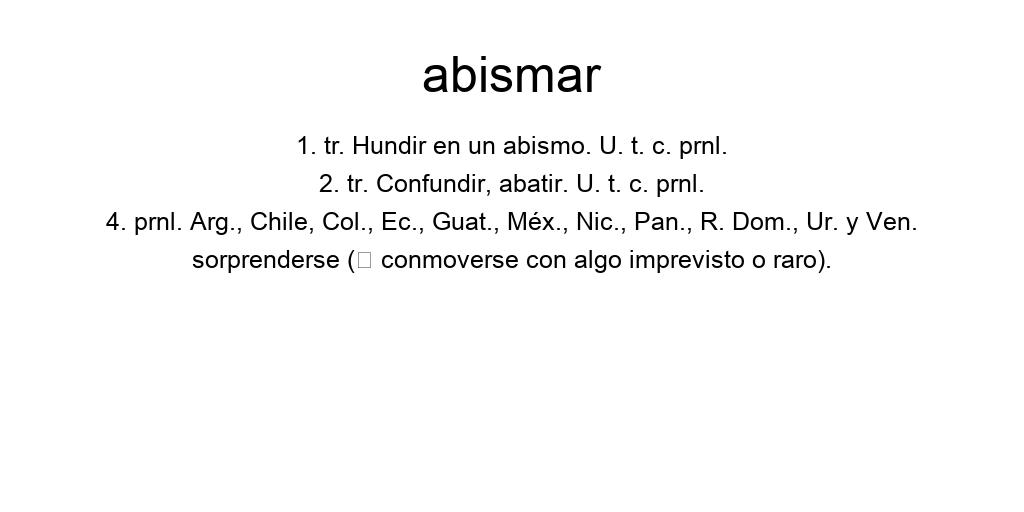 abismar
1. tr. Hundir en un abismo. U. t. c. prnl.
2. tr. Confundir, abatir. U. t. c. prnl.
4. prnl. Arg., Chile, Col., Ec., Guat., Méx., Nic., Pan., R. Dom., Ur. y Ven.
sorprenderse (□ conmoverse con algo imprevisto o raro).